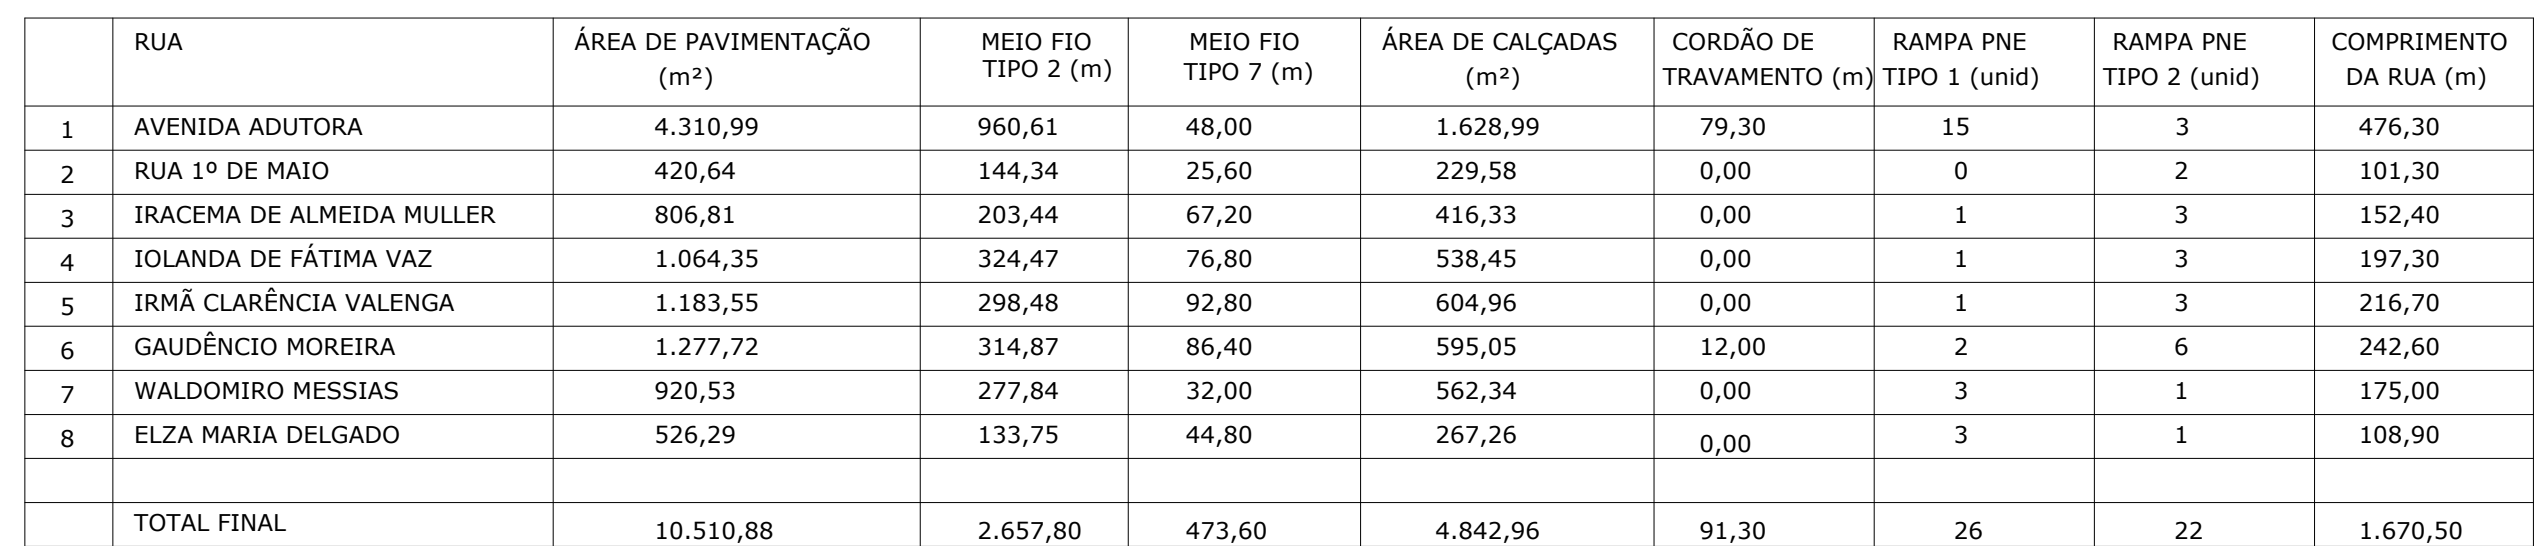 RUA ÁREA DE PAVIMENTAÇÃO (m²) MEIO FIO TIPO 2 (m) MEIO FIO TIPO 7 (m) ÁREA DE CALÇADAS (m²) CORDÃO DE TRAVAMENTO (m) RAMPA PNE TIPO 1 (unid) RAMPA PNE TIPO 2 (unid) COMPRIMENTO DA RUA (m)
1 AVENIDA ADUTORA 4.310,99 960,61 48,00 1.628,99 79,30 15 3 476,30
2 RUA 1º DE MAIO 420,64 144,34 25,60 229,58 0,00 0 2 101,30
3 IRACEMA DE ALMEIDA MULLER 806,81 203,44 67,20 416,33 0,00 1 3 152,40
4 IOLANDA DE FÁTIMA VAZ 1.064,35 324,47 76,80 538,45 0,00 1 3 197,30
5 IRMÃ CLARÊNCIA VALENGA 1.183,55 298,48 92,80 604,96 0,00 1 3 216,70
6 GAUDÊNCIO MOREIRA 1.277,72 314,87 86,40 595,05 12,00 2 6 242,60
7 WALDOMIRO MESSIAS 920,53 277,84 32,00 562,34 0,00 3 1 175,00
8 ELZA MARIA DELGADO 526,29 133,75 44,80 267,26 0,00 3 1 108,90
TOTAL FINAL 10.510,88 2.657,80 473,60 4.842,96 91,30 26 22 1.670,50